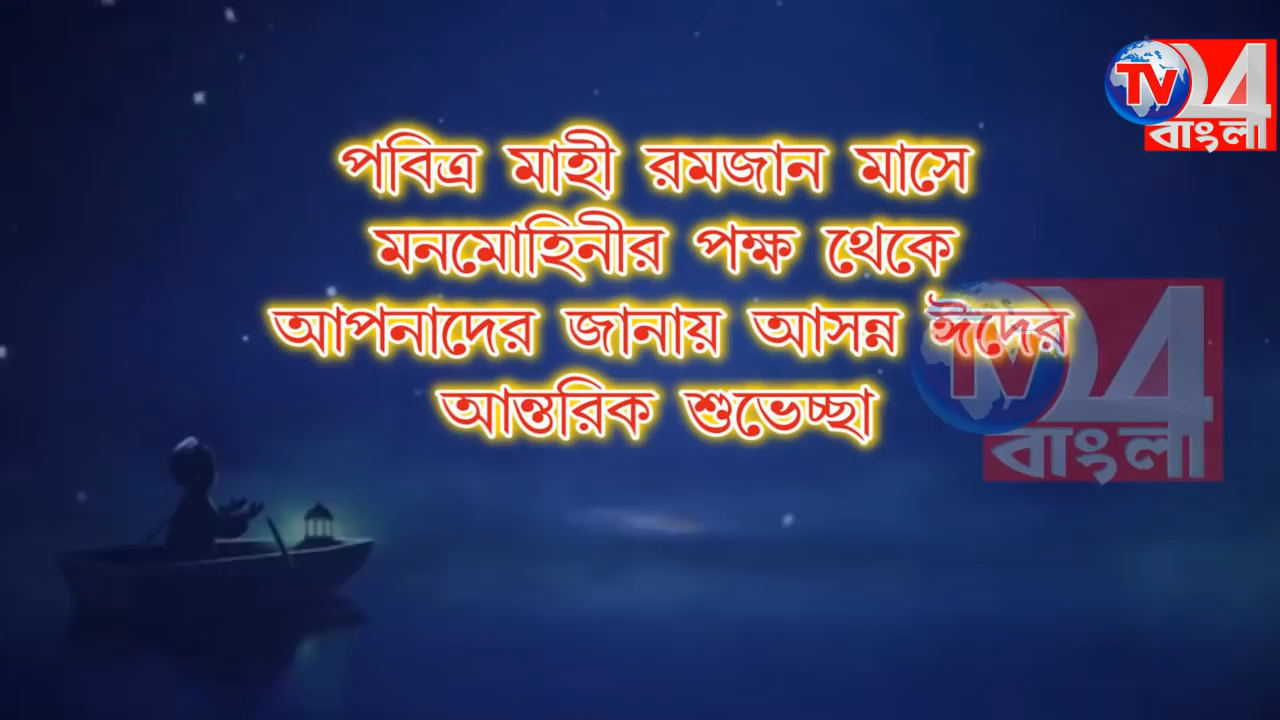 TV 24
বাংলা
পবিত্র মাহী রমজান মাসে
মনমোহিনীর পক্ষ থেকে
আপনাদের জানায় আসন্ন ঈদের
আন্তরিক শুভেচ্ছা
TV 24
বাংলা